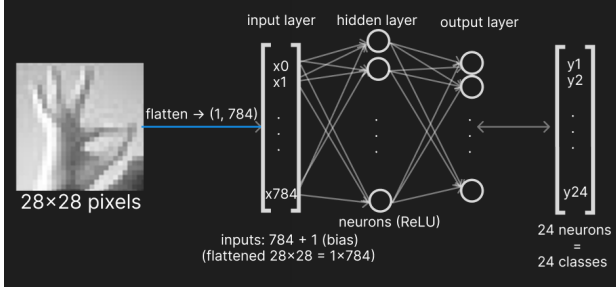 input layer
hidden layer
output layer
x0
x1
.
.
.
x784
flatten → (1, 784)
28×28 pixels
.
.
.
neurons (ReLU)
inputs: 784 + 1 (bias)
(flattened 28×28 = 1×784)
.
.
.
y1
y2
.
.
.
y24
24 neurons
=
24 classes